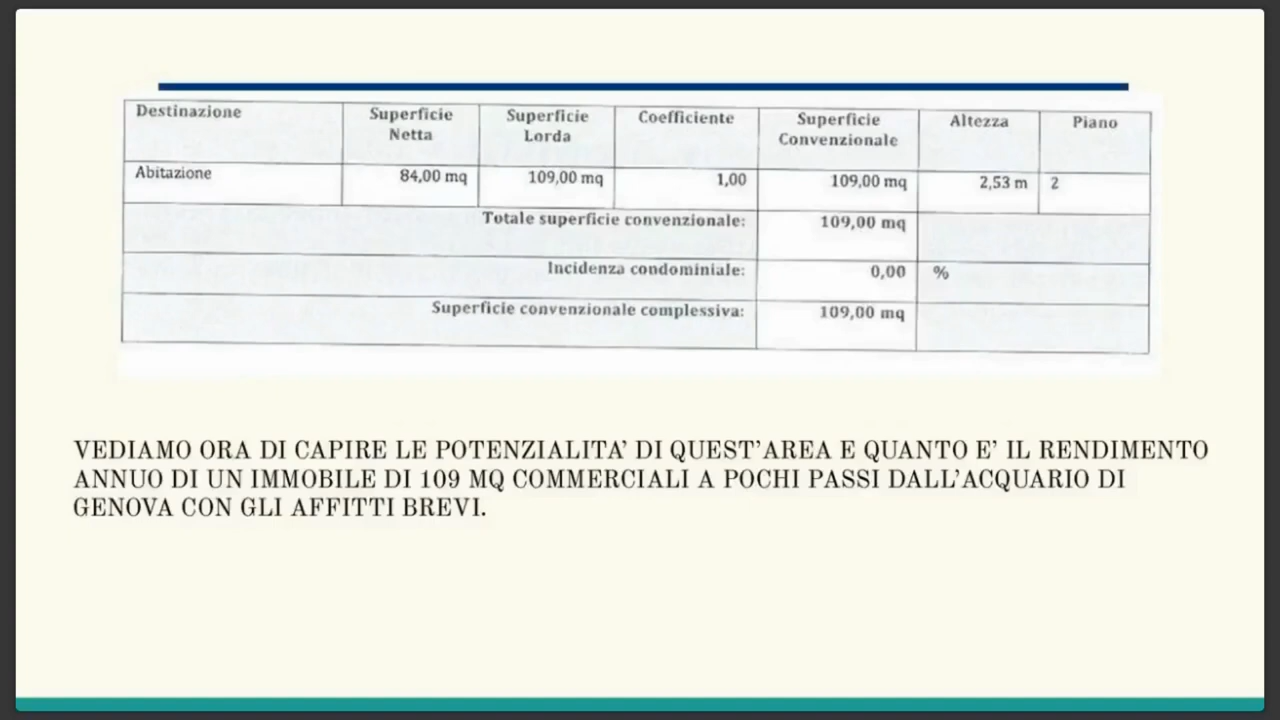 Destinazione Superficie Netta Superficie Lorda Coefficiente Superficie Convenzionale Altezza Piano
Abitazione 84,00 mq 109,00 mq 1,00 109,00 mq 2,53 m 2
Totale superficie convenzionale: 109,00 mq
Incidenza condominiale: 0,00 %
Superficie convenzionale complessiva: 109,00 mq
VEDIAMO ORA DI CAPIRE LE POTENZIALITA’ DI QUEST’AREA E QUANTO E’ IL RENDIMENTO
ANNUO DI UN IMMOBILE DI 109 MQ COMMERCIALI A POCHI PASSI DALL’ACQUARIO DI
GENOVA CON GLI AFFITTI BREVI.